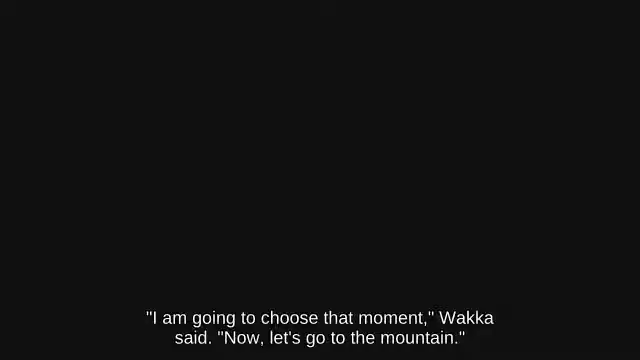 "I am going to choose that moment," Wakka
said. "Now, let's go to the mountain."